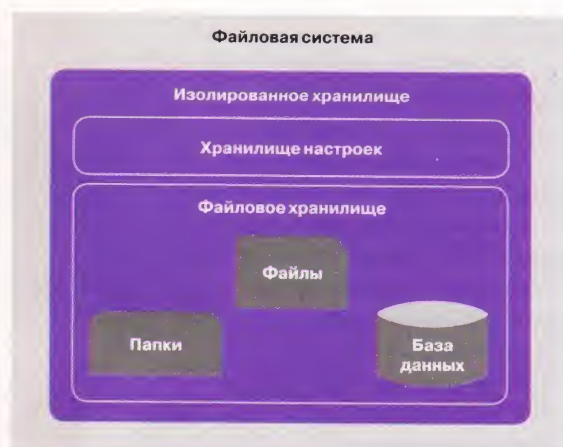 Файловая система
Изолированное хранилище
Хранилище настроек
Файловое хранилище
Файлы
Папки
База
данных